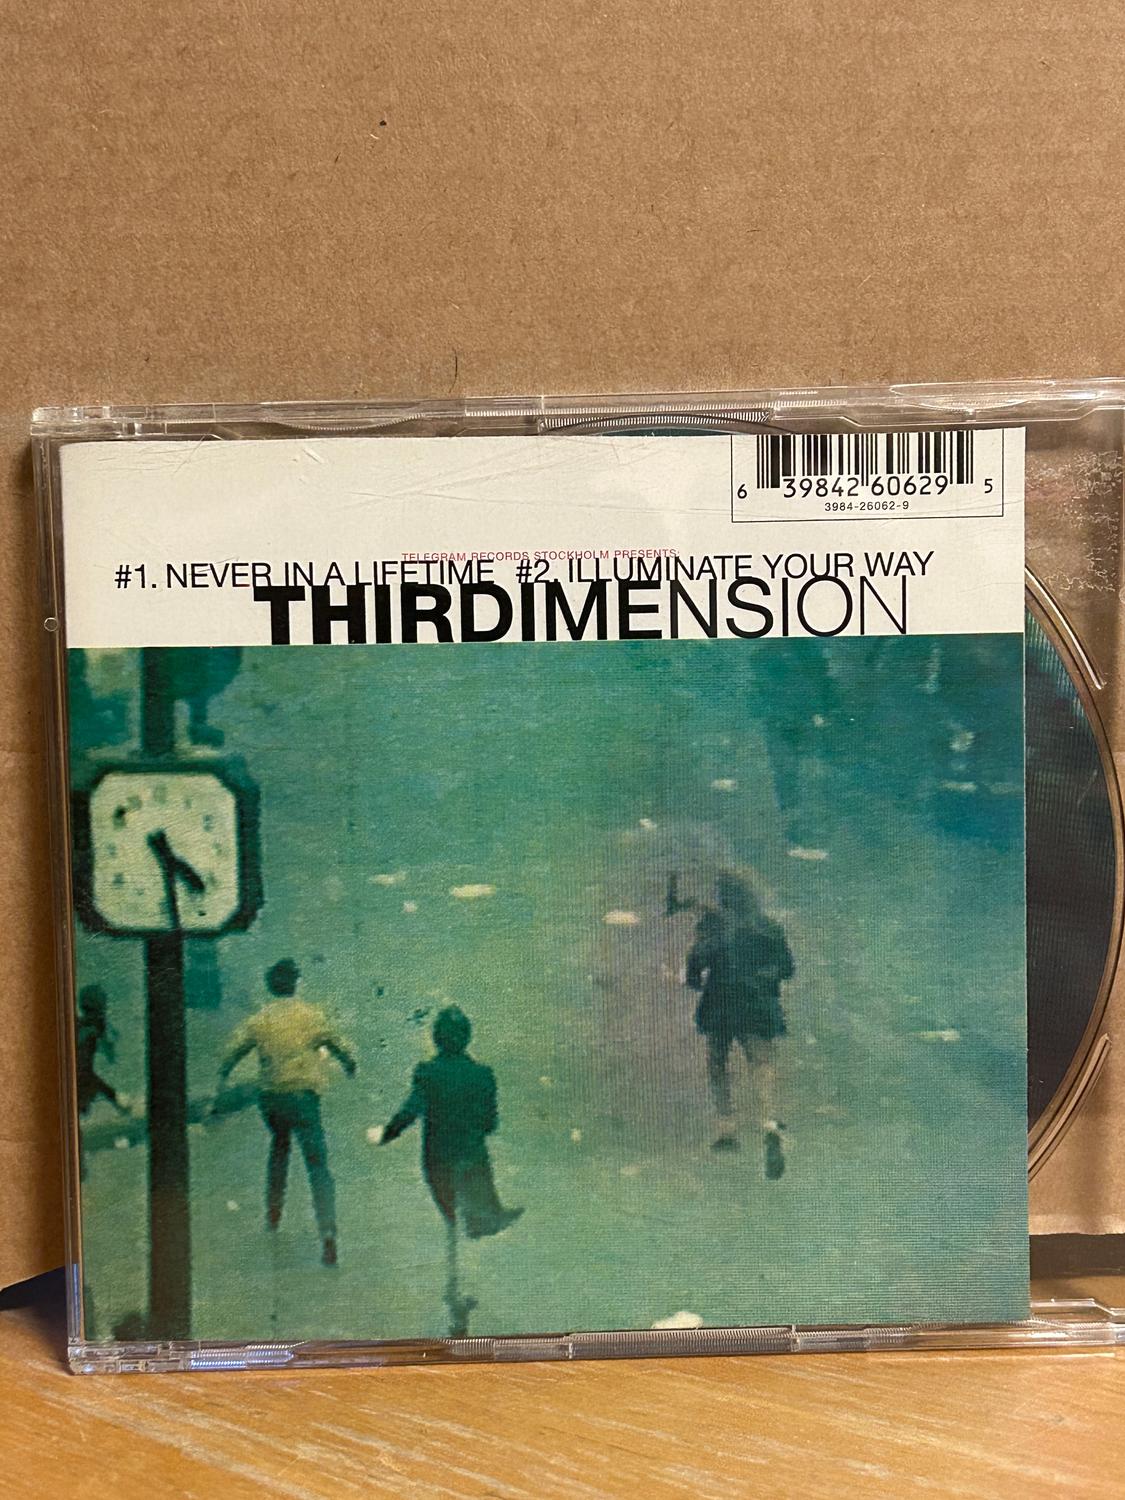 6 39842 60629 5
3984-26062-9
TELEGRAM RECORDS STOCKHOLM PRESENTS:
#1. NEVER IN A LIFETIME #2. ILLUMINATE YOUR WAY
THIRDIMENSION